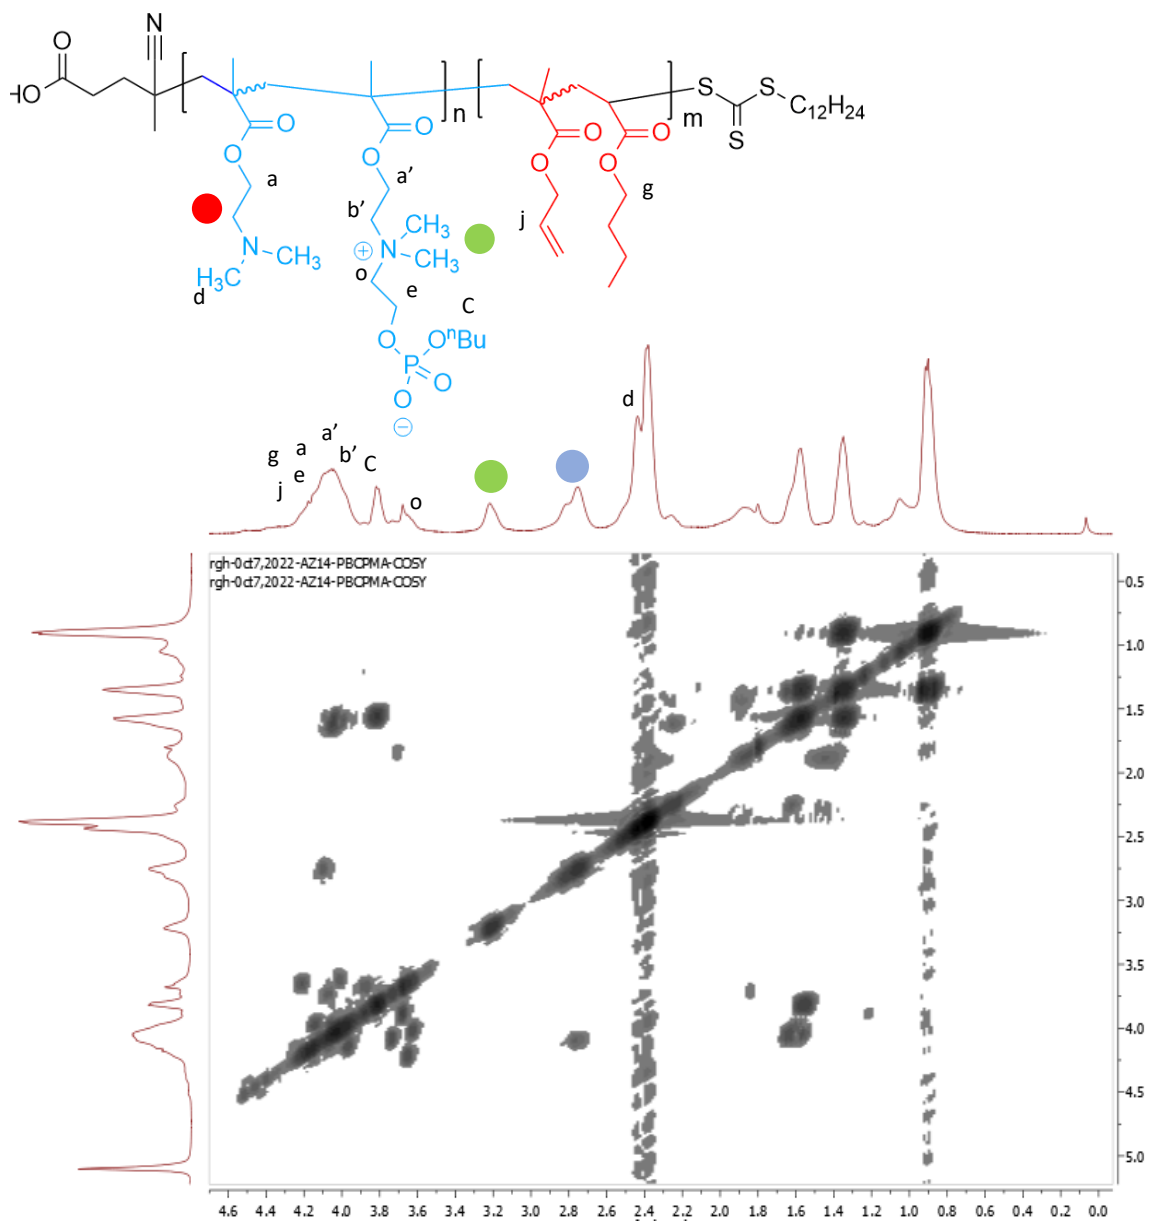 N
O
HO
[ ]n [ ]m
S S
C12H24
S
O O O O
O O O O
a a' g
b' j
N CH3
H3C
d
CH3
⊕ N CH3
o
e
C
O OnBu
P
O O
⊖
d
a'
g a b' C
e
j o
rgh-0ct7,2022-AZ14-PBCPMA-COSY
rgh-0ct7,2022-AZ14-PBCPMA-COSY
0.5
1.0
1.5
2.0
2.5
3.0
3.5
4.0
4.5
5.0
4.6 4.4 4.2 4.0 3.8 3.6 3.4 3.2 3.0 2.8 2.6 2.4 2.2 2.0 1.8 1.6 1.4 1.2 1.0 0.8 0.6 0.4 0.2 0.0